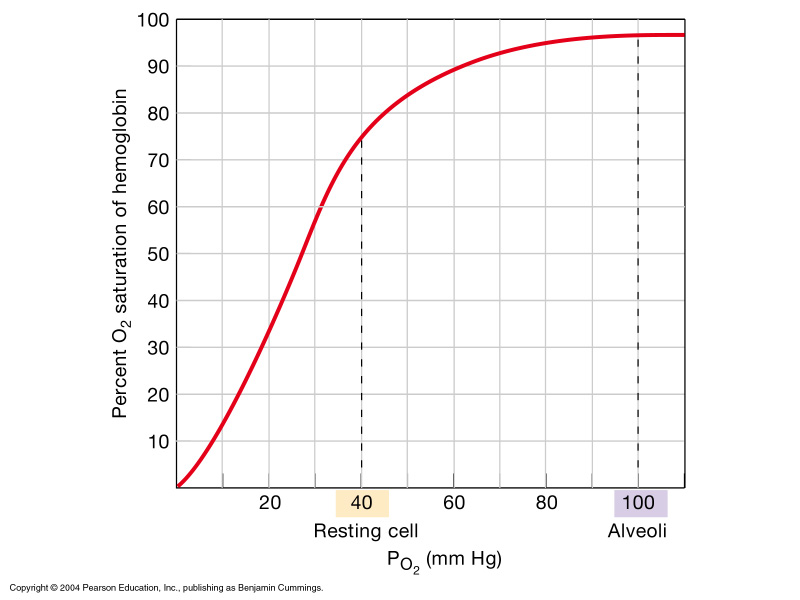 100
90
80
70
60
50
40
30
20
10
Percent O2 saturation of hemoglobin
20 40 60 80 100
Resting cell Alveoli
PO2 (mm Hg)
Copyright © 2004 Pearson Education, Inc., publishing as Benjamin Cummings.